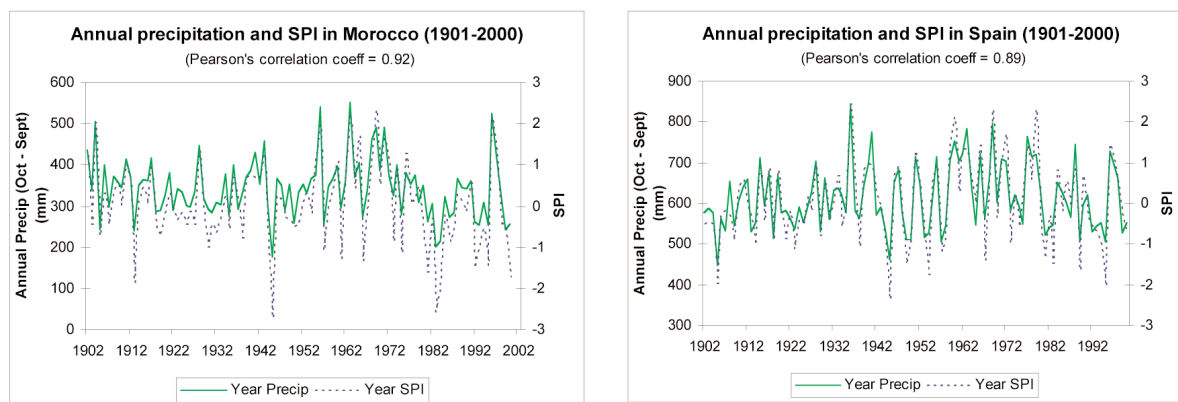 Annual precipitation and SPI in Morocco (1901-2000)
(Pearson's correlation coeff = 0.92)
Annual Precip (Oct - Sept)
(mm)
600
500
400
300
200
100
0
3
2
1
0
-1
-2
-3
SPI
1902 1912 1922 1932 1942 1952 1962 1972 1982 1992 2002
Year Precip Year SPI
Annual precipitation and SPI in Spain (1901-2000)
(Pearson's correlation coeff = 0.89)
Annual Precip (Oct - Sept)
(mm)
900
800
700
600
500
400
300
3
2
1
0
-1
-2
-3
SPI
1902 1912 1922 1932 1942 1952 1962 1972 1982 1992
Year Precip Year SPI